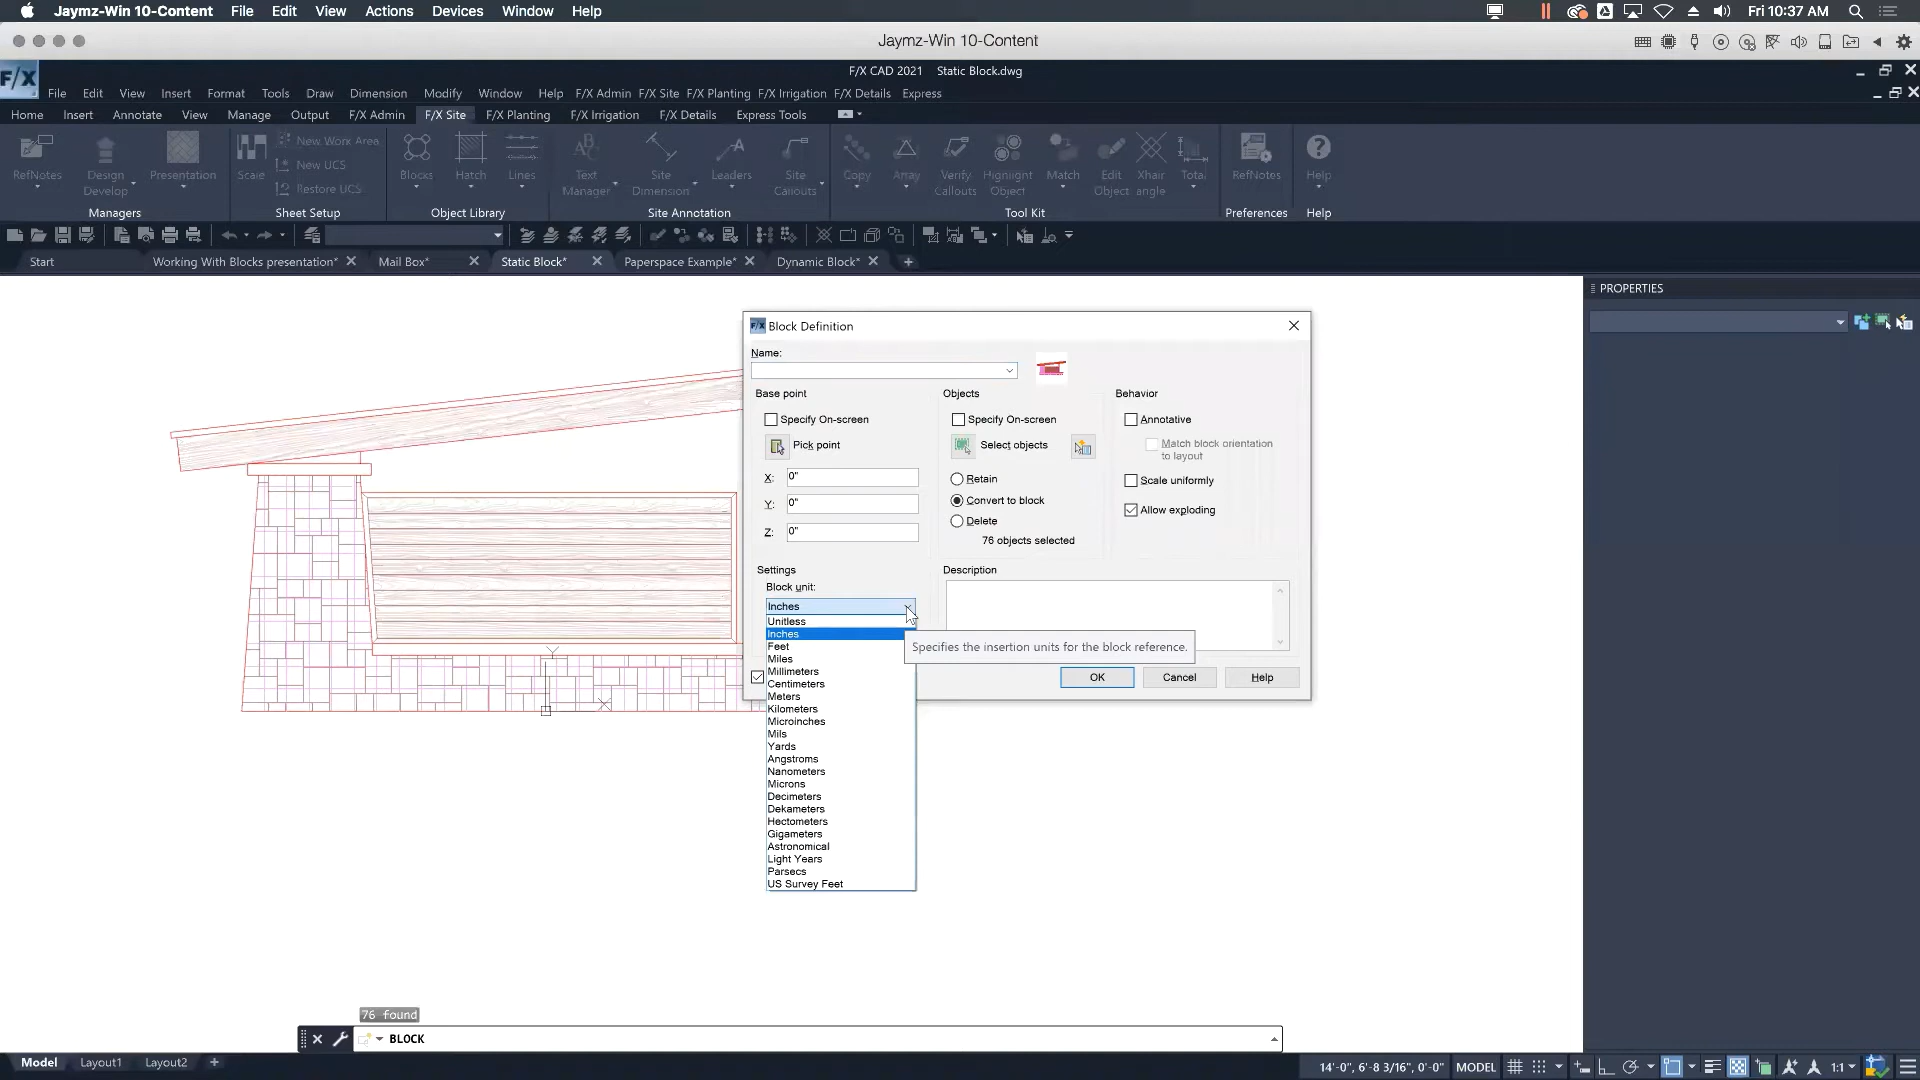 Jaymz-Win 10-Content File Edit View Actions Devices Window Help Fri 10:37 AM
Jaymz-Win 10-Content
F/X CAD 2021 Static Block.dwg
F/X File Edit View Insert Format Tools Draw Dimension Modify Window Help F/X Admin F/X Site F/X Planting F/X Irrigation F/X Details Express
Home Insert Annotate View Manage Output F/X Admin F/X Site F/X Planting F/X Irrigation F/X Details Express Tools
RefNotes Design Develop Presentation Scale New Work Area New UCS Restore UCS Blocks Hatch Lines Text Manager Site Dimension Leaders Site Callouts Copy Array Verify Callouts Highlight Object Match Edit Object Xhair angle Total RefNotes Help
Managers Sheet Setup Object Library Site Annotation Tool Kit Preferences Help
Start Working With Blocks presentation* Mail Box* Static Block* Paperspace Example* Dynamic Block*
PROPERTIES
F/X Block Definition
Name:
Base point Objects Behavior
Specify On-screen Specify On-screen Annotative
Pick point Select objects Match block orientation
to layout
X: 0" Retain Scale uniformly
Y: 0" Convert to block Allow exploding
Z: 0" Delete
76 objects selected
Settings Description
Block unit:
Inches
Unitless
Inches
Feet
Miles
Millimeters
Centimeters
Meters
Kilometers
Microinches
Mils
Yards
Angstroms
Nanometers
Microns
Decimeters
Dekameters
Hectometers
Gigameters
Astronomical
Light Years
Parsecs
US Survey Feet
Specifies the insertion units for the block reference.
OK Cancel Help
Y
X
76 found
BLOCK
Model Layout1 Layout2 14'-0", 6'-8 3/16", 0'-0" MODEL 1:1